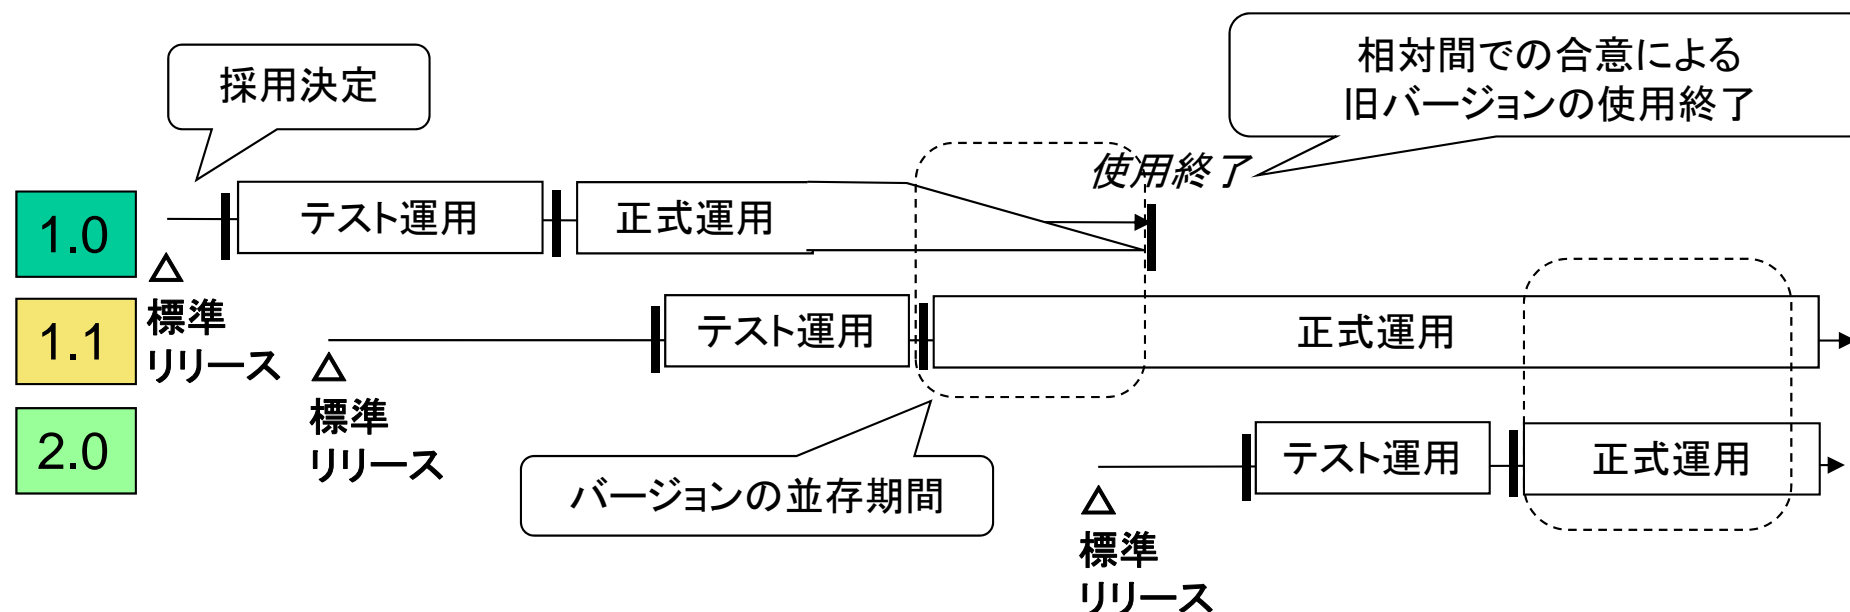 採用決定
相対間での合意による
旧バージョンの使用終了
使用終了
1.0
テスト運用
正式運用
標準
リリース
1.1
テスト運用
正式運用
標準
リリース
2.0
テスト運用
正式運用
バージョンの並存期間
標準
リリース